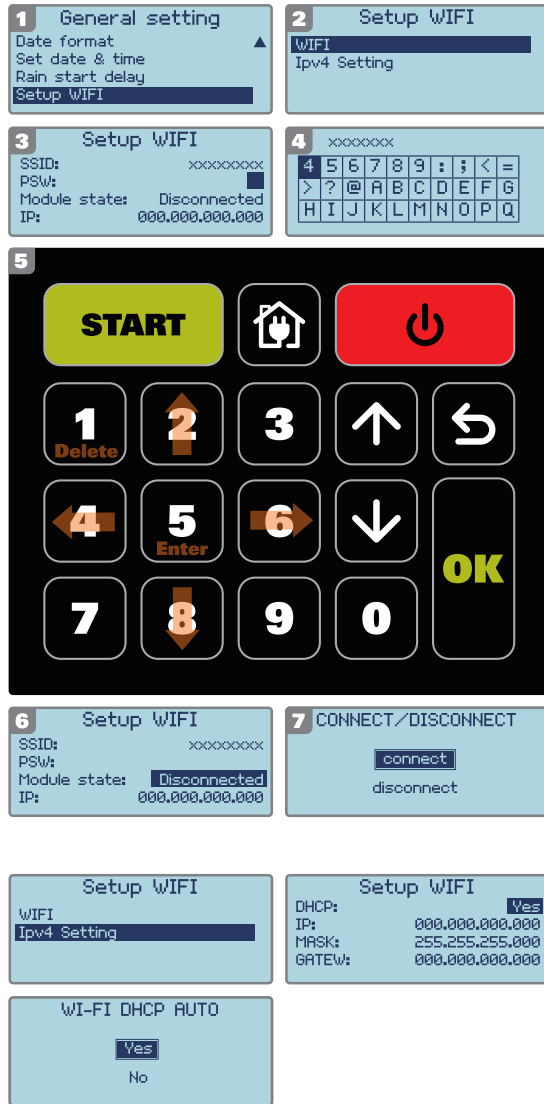 1 General setting
Date format ▲
Set date & time
Rain start delay
Setup WIFI
2 Setup WIFI
WIFI
Ipv4 Setting
3 Setup WIFI
SSID: xxxxxxxx
PSW:
Module state: Disconnected
IP: 000.000.000.000
4 xxxxxxx
4 5 6 7 8 9 : ; < =
> ? @ A B C D E F G
H I J K L M N O P Q
5
START
1 2 3
Delete
4 5 6
Enter
OK
7 8 9 0
6 Setup WIFI
SSID: xxxxxxxx
PSW:
Module state: Disconnected
IP: 000.000.000.000
7 CONNECT/DISCONNECT
connect
disconnect
Setup WIFI
WIFI
Ipv4 Setting
Setup WIFI
DHCP: Yes
IP: 000.000.000.000
MASK: 255.255.255.000
GATEW: 000.000.000.000
WI-FI DHCP AUTO
Yes
No